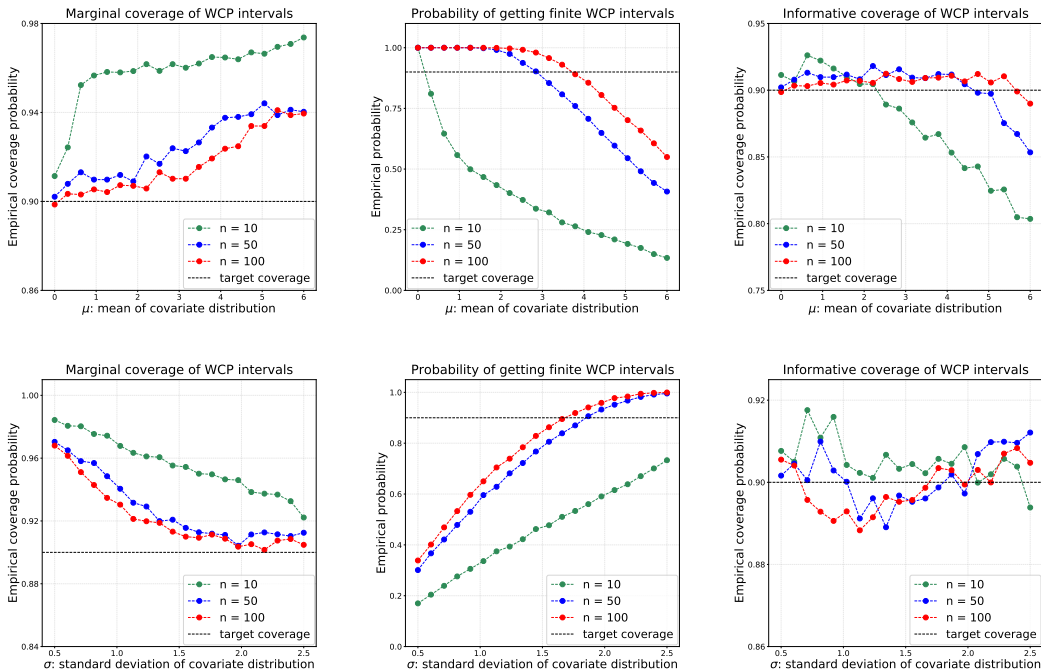 Marginal coverage of WCP intervals
Empirical coverage probability
0.98
0.94
0.90
0.86
n = 10
n = 50
n = 100
target coverage
0 1 2 3 4 5 6
μ: mean of covariate distribution
Probability of getting finite WCP intervals
Empirical probability
1.00
0.75
0.50
0.25
0.00
n = 10
n = 50
n = 100
target coverage
0 1 2 3 4 5 6
μ: mean of covariate distribution
Informative coverage of WCP intervals
Empirical probability
0.95
0.90
0.85
0.80
0.75
n = 10
n = 50
n = 100
target coverage
0 1 2 3 4 5 6
μ: mean of covariate distribution
Marginal coverage of WCP intervals
Empirical coverage probability
1.00
0.96
0.92
0.88
0.84
n = 10
n = 50
n = 100
target coverage
0.5 1.0 1.5 2.0 2.5
σ: standard deviation of covariate distribution
Probability of getting finite WCP intervals
Empirical probability
1.0
0.8
0.6
0.4
0.2
0.0
n = 10
n = 50
n = 100
target coverage
0.5 1.0 1.5 2.0 2.5
σ: standard deviation of covariate distribution
Informative coverage of WCP intervals
Empirical probability
0.92
0.90
0.88
0.86
n = 10
n = 50
n = 100
target coverage
0.5 1.0 1.5 2.0 2.5
σ: standard deviation of covariate distribution